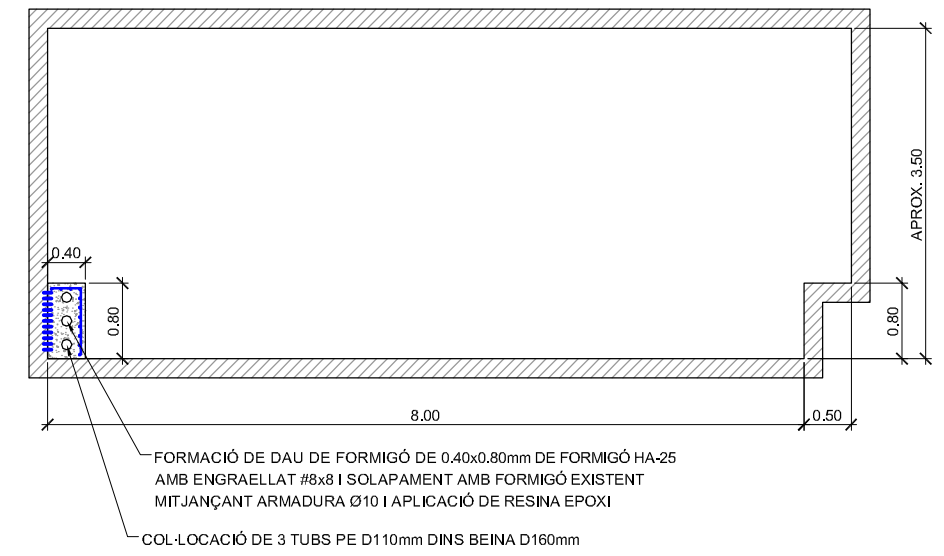 APROX. 3.50
0.40
0.80
0.80
8.00
0.50
FORMACIÓ DE DAU DE FORMIGÓ DE 0.40x0.80mm DE FORMIGÓ HA-25
AMB ENGRAELLAT #8x8 I SOLAPAMENT AMB FORMIGÓ EXISTENT
MITJANÇANT ARMADURA Ø10 I APLICACIÓ DE RESINA EPOXI
COL·LOCACIÓ DE 3 TUBS PE D110mm DINS BEINA D160mm